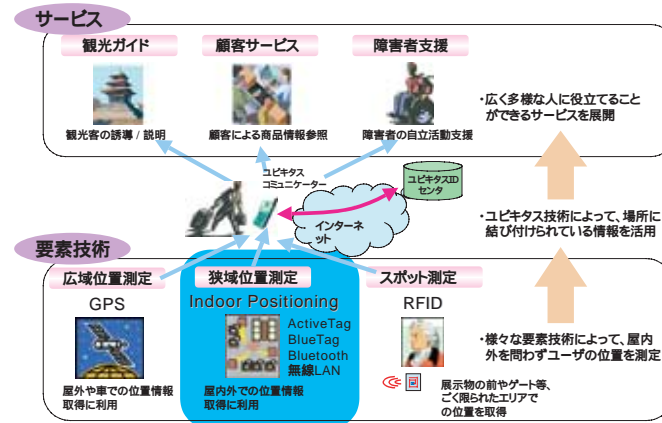 サービス
観光ガイド
顧客サービス
障害者支援
観光客の誘導 / 説明
顧客による商品情報参照
障害者の自立活動支援
・広く多様な人に役立てること
ができるサービスを展開
ユビキタス
コミュニケーター
ユビキタスID
センタ
インターネ
ット
・ユビキタス技術によって、場所に
結び付けられている情報を活用
要素技術
広域位置測定
狭域位置測定
スポット測定
GPS
Indoor Positioning
RFID
ActiveTag
BlueTag
Bluetooth
無線LAN
・様々な要素技術によって、屋内
外を問わずユーザの位置を測定
屋外や車での位置情報
取得に利用
屋内外での位置情報
取得に利用
展示物の前やゲート等、
ごく限られたエリアで
の位置を取得